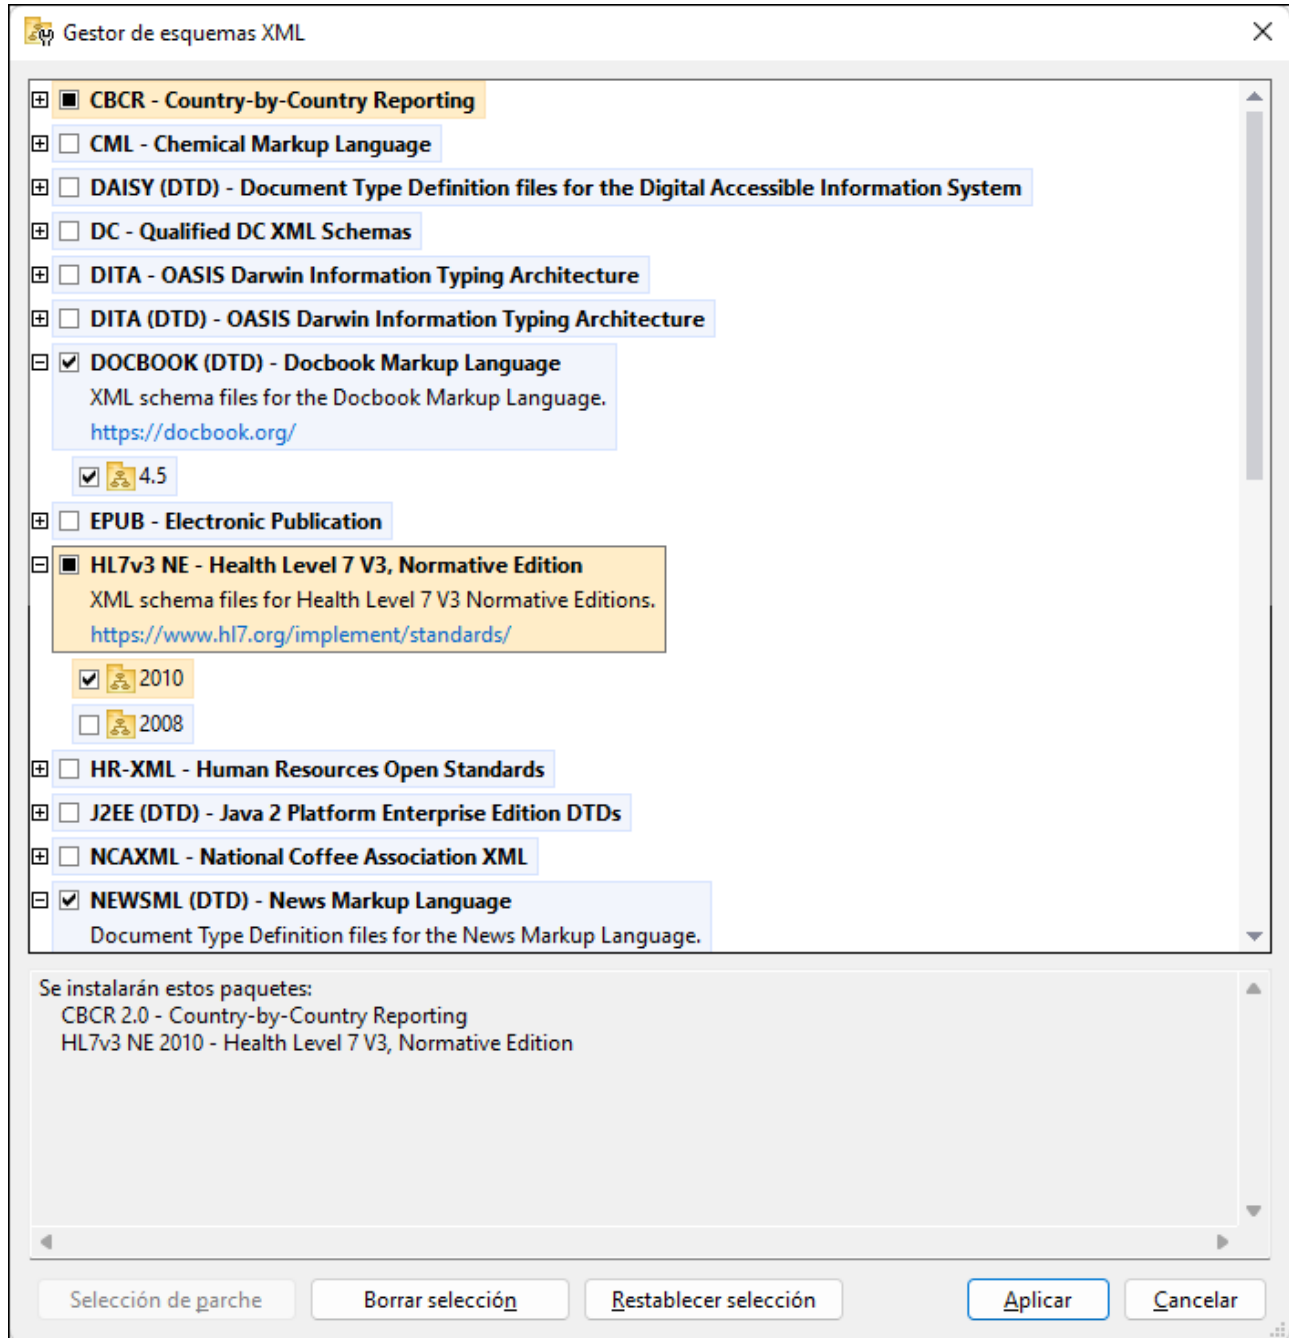 Gestor de esquemas XML
CBCR - Country-by-Country Reporting
CML - Chemical Markup Language
DAISY (DTD) - Document Type Definition files for the Digital Accessible Information System
DC - Qualified DC XML Schemas
DITA - OASIS Darwin Information Typing Architecture
DITA (DTD) - OASIS Darwin Information Typing Architecture
DOCBOOK (DTD) - Docbook Markup Language
XML schema files for the Docbook Markup Language.
https://docbook.org/
4.5
EPUB - Electronic Publication
HL7v3 NE - Health Level 7 V3, Normative Edition
XML schema files for Health Level 7 V3 Normative Editions.
https://www.hl7.org/implement/standards/
2010
2008
HR-XML - Human Resources Open Standards
J2EE (DTD) - Java 2 Platform Enterprise Edition DTDs
NCAXML - National Coffee Association XML
NEWSML (DTD) - News Markup Language
Document Type Definition files for the News Markup Language.
Se instalarán estos paquetes:
CBCR 2.0 - Country-by-Country Reporting
HL7v3 NE 2010 - Health Level 7 V3, Normative Edition
Selección de parche
Borrar selección
Restablecer selección
Aplicar
Cancelar